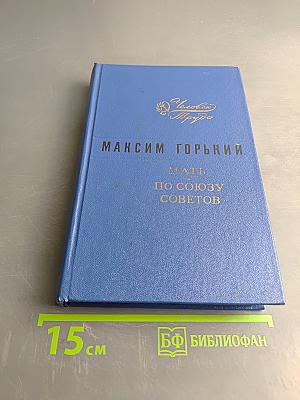 Человек
Труда
МАКСИМ ГОРЬКИЙ
МАТЬ
ПО СОЮЗУ
СОВЕТОВ
15 см
БФ БИБЛИОФАН